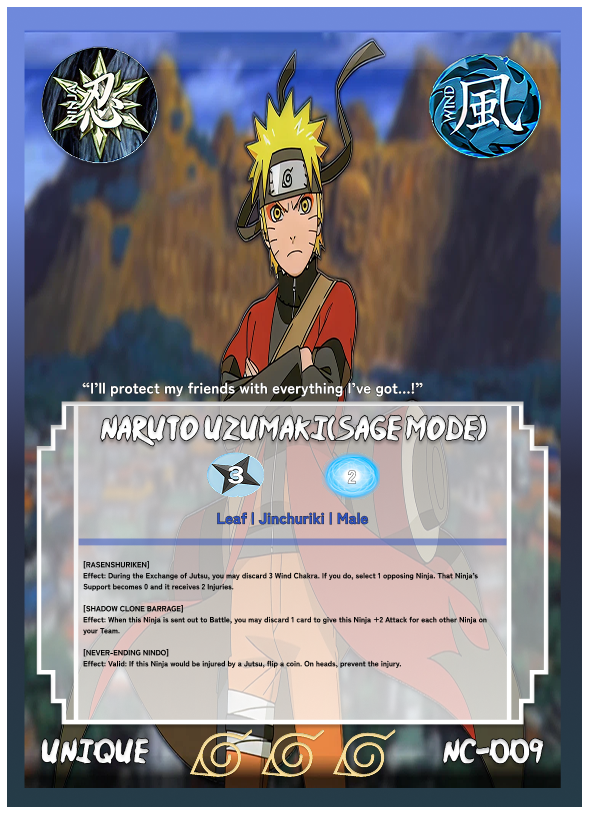 NINJA 忍
WIND 風
“I’ll protect my friends with everything I’ve got...!”
NARUTO UZUMAKI(SAGE MODE)
3 2
Leaf | Jinchuriki | Male
[RASENSHURIKEN]
Effect: During the Exchange of Jutsu, you may discard 3 Wind Chakra. If you do, select 1 opposing Ninja. That Ninja’s
Support becomes 0 and it receives 2 Injuries.
[SHADOW CLONE BARRAGE]
Effect: When this Ninja is sent out to Battle, you may discard 1 card to give this Ninja +2 Attack for each other Ninja on
your Team.
[NEVER-ENDING NINDO]
Effect: Valid: If this Ninja would be injured by a Jutsu, flip a coin. On heads, prevent the injury.
UNIQUE NC-009